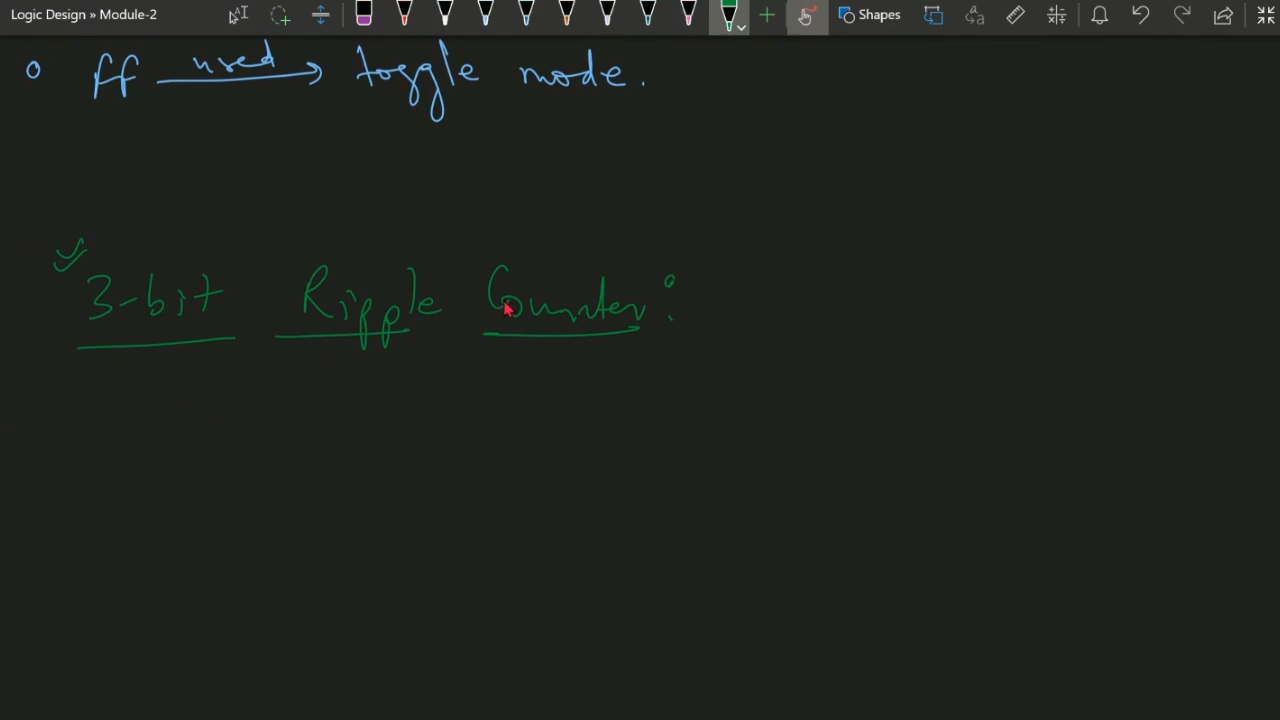 Logic Design » Module-2
Shapes
ff used → toggle mode.
3-bit Ripple Counter: